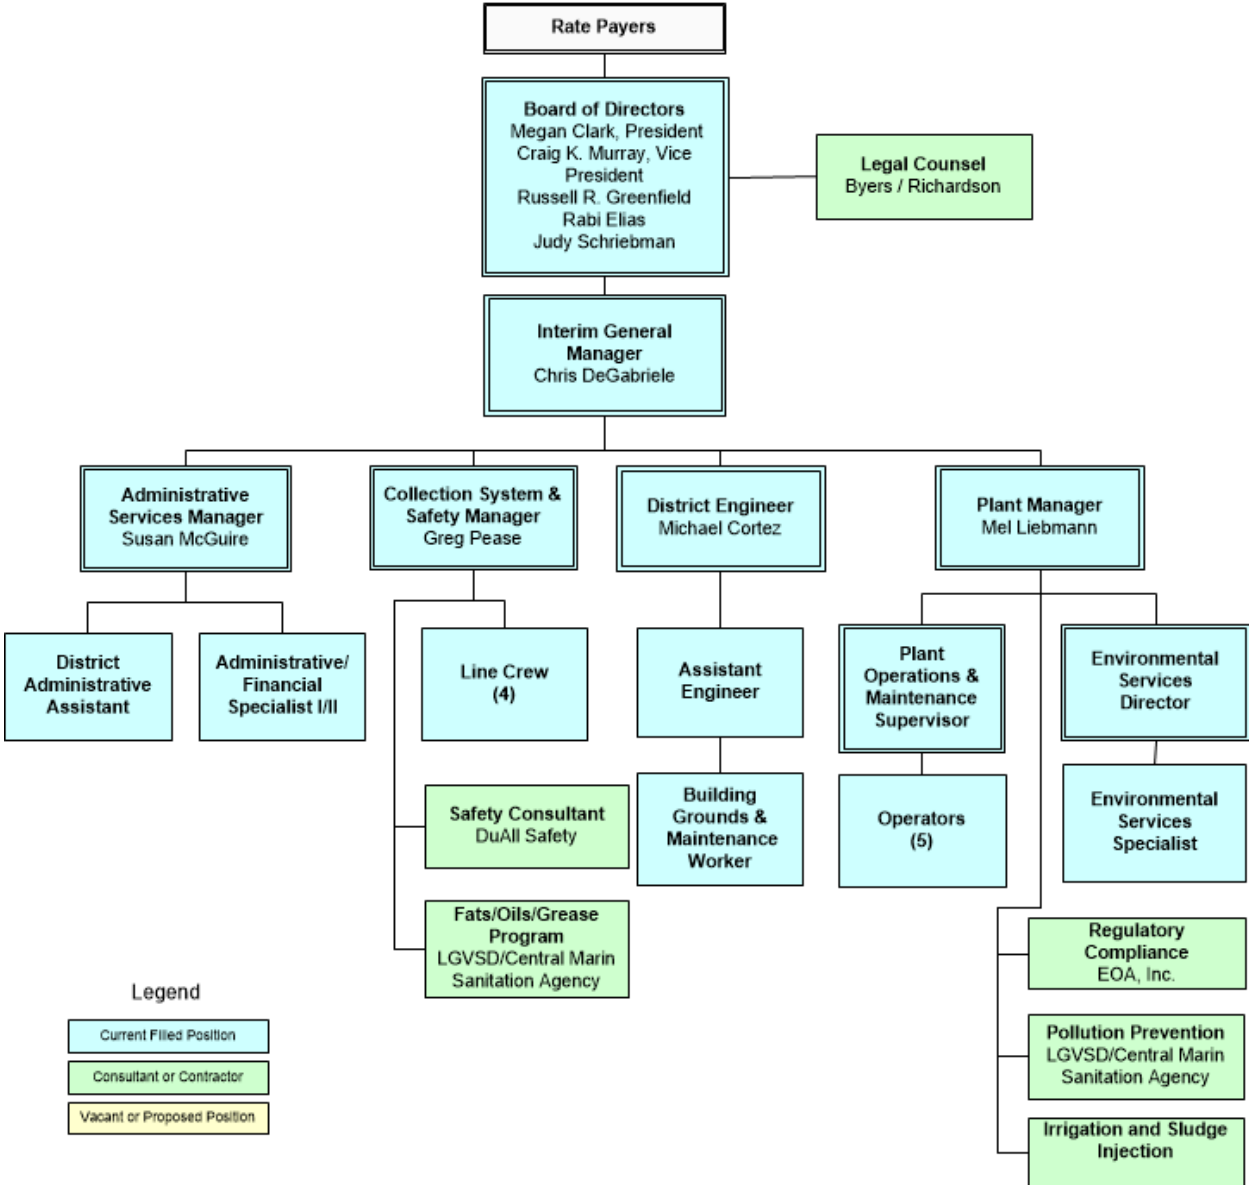 Rate Payers
Board of Directors
Megan Clark, President
Craig K. Murray, Vice
President
Russell R. Greenfield
Rabi Elias
Judy Schriebman
Legal Counsel
Byers / Richardson
Interim General
Manager
Chris DeGabriele
Administrative
Services Manager
Susan McGuire
Collection System &
Safety Manager
Greg Pease
District Engineer
Michael Cortez
Plant Manager
Mel Liebmann
District
Administrative
Assistant
Administrative/
Financial
Specialist I/II
Line Crew
(4)
Assistant
Engineer
Plant
Operations &
Maintenance
Supervisor
Environmental
Services
Director
Safety Consultant
DuAll Safety
Building
Grounds &
Maintenance
Worker
Operators
(5)
Environmental
Services
Specialist
Fats/Oils/Grease
Program
LGVSD/Central Marin
Sanitation Agency
Regulatory
Compliance
EOA, Inc.
Pollution Prevention
LGVSD/Central Marin
Sanitation Agency
Irrigation and Sludge
Injection
Legend
Current Filled Position
Consultant or Contractor
Vacant or Proposed Position